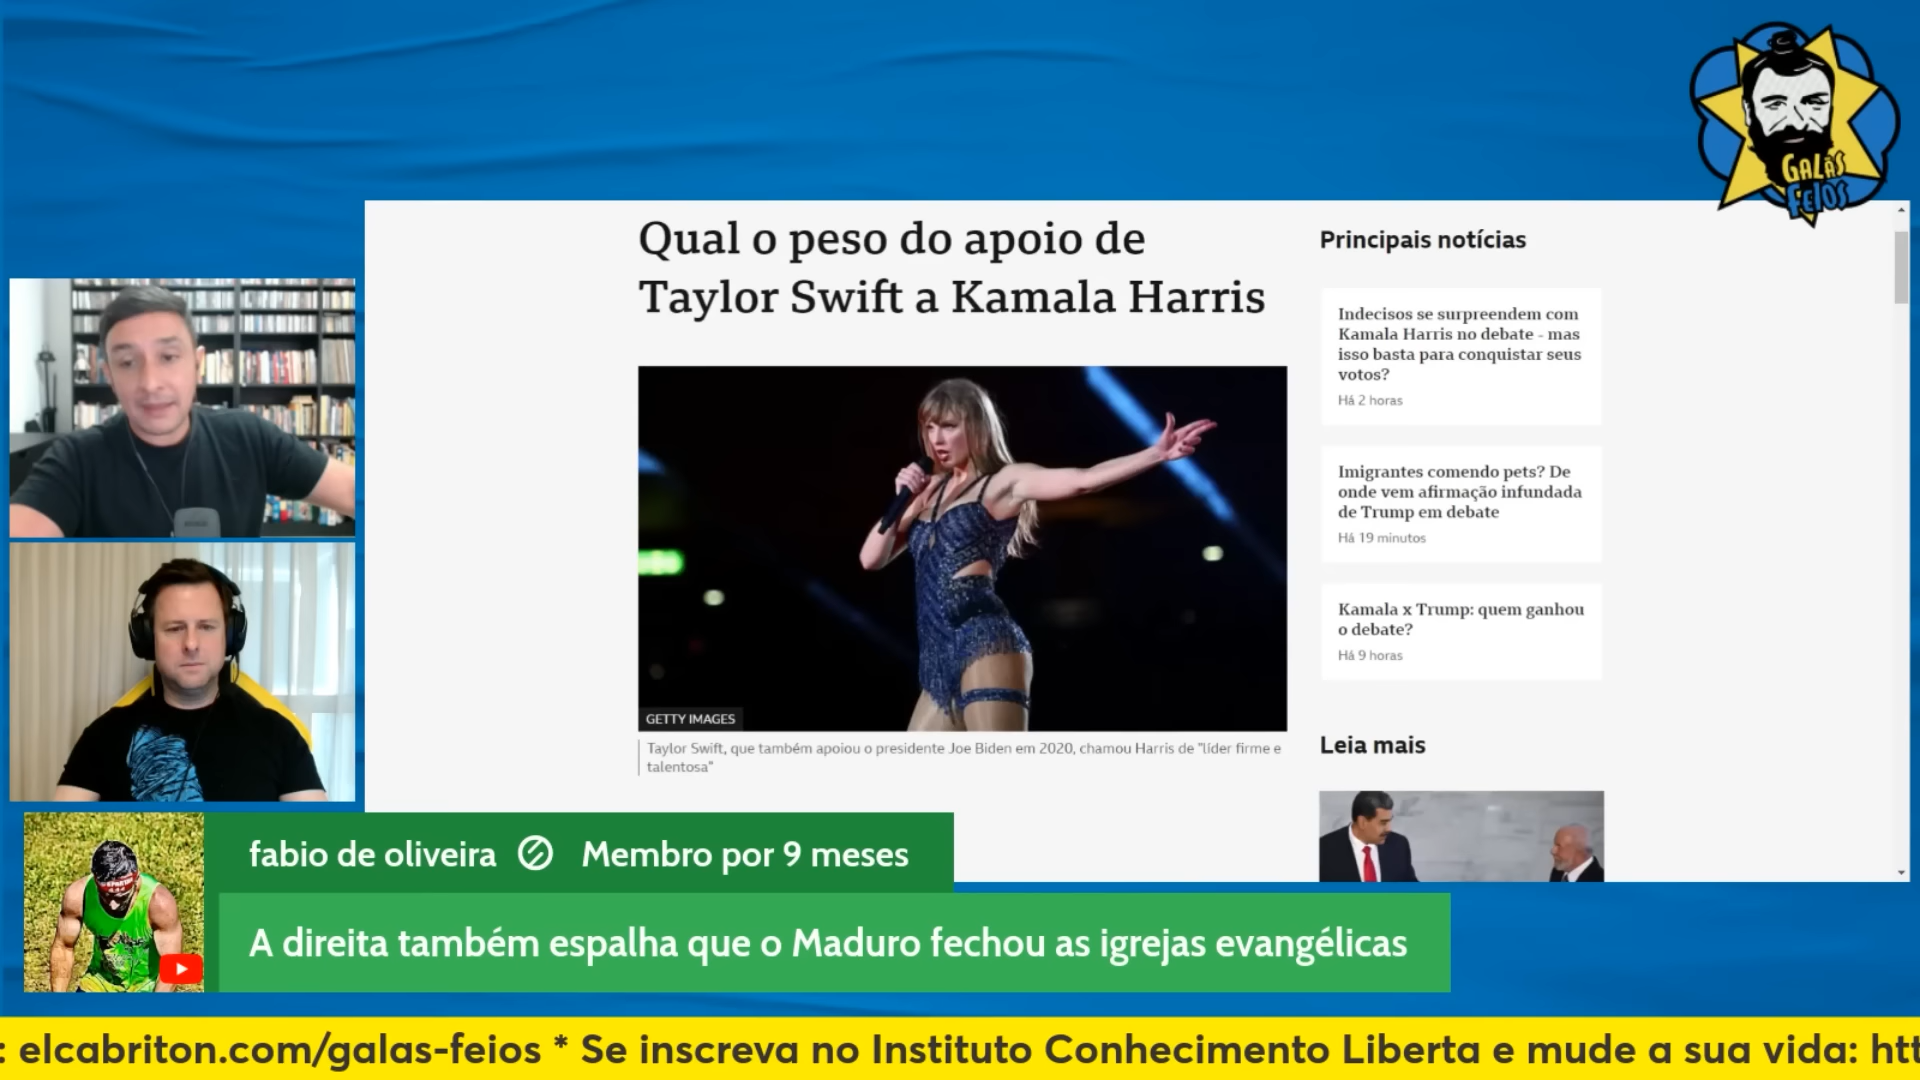 GALÃS
FEIOS
Qual o peso do apoio de
Taylor Swift a Kamala Harris
GETTY IMAGES
Taylor Swift, que também apoiou o presidente Joe Biden em 2020, chamou Harris de "líder firme e
talentosa"
Principais notícias
Indecisos se surpreendem com
Kamala Harris no debate - mas
isso basta para conquistar seus
votos?
Há 2 horas
Imigrantes comendo pets? De
onde vem afirmação infundada
de Trump em debate
Há 19 minutos
Kamala x Trump: quem ganhou
o debate?
Há 9 horas
Leia mais
fabio de oliveira Membro por 9 meses
A direita também espalha que o Maduro fechou as igrejas evangélicas
: elcabriton.com/galas-feios * Se inscreva no Instituto Conhecimento Liberta e mude a sua vida: htt